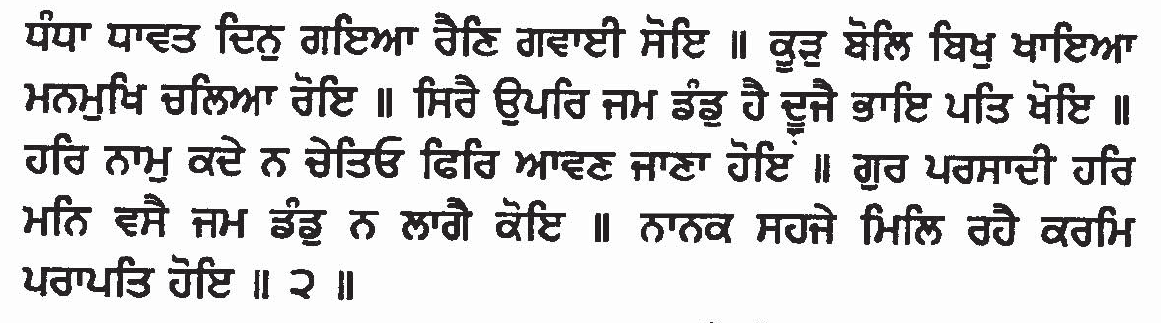 ਧੰਧਾ ਧਾਵਤ ਦਿਨੁ ਗਇਆ ਰੈਣਿ ਗਵਾਈ ਸੋਇ ॥ ਕੂੜੁ ਬੋਲਿ ਬਿਖੁ ਖਾਇਆ
ਮਨਮੁਖਿ ਚਲਿਆ ਰੋਇ ॥ ਸਿਰੈ ਉਪਰਿ ਜਮ ਡੰਡੁ ਹੈ ਦੂਜੈ ਭਾਇ ਪਤਿ ਖੋਇ ॥
ਹਰਿ ਨਾਮੁ ਕਦੇ ਨ ਚੇਤਿਓ ਫਿਰਿ ਆਵਣ ਜਾਣਾ ਹੋਇ ॥ ਗੁਰ ਪਰਸਾਦੀ ਹਰਿ
ਮਨਿ ਵਸੈ ਜਮ ਡੰਡੁ ਨ ਲਾਗੈ ਕੋਇ ॥ ਨਾਨਕ ਸਹਜੇ ਮਿਲਿ ਰਹੈ ਕਰਮਿ
ਪਰਾਪਤਿ ਹੋਇ ॥ ੨ ॥